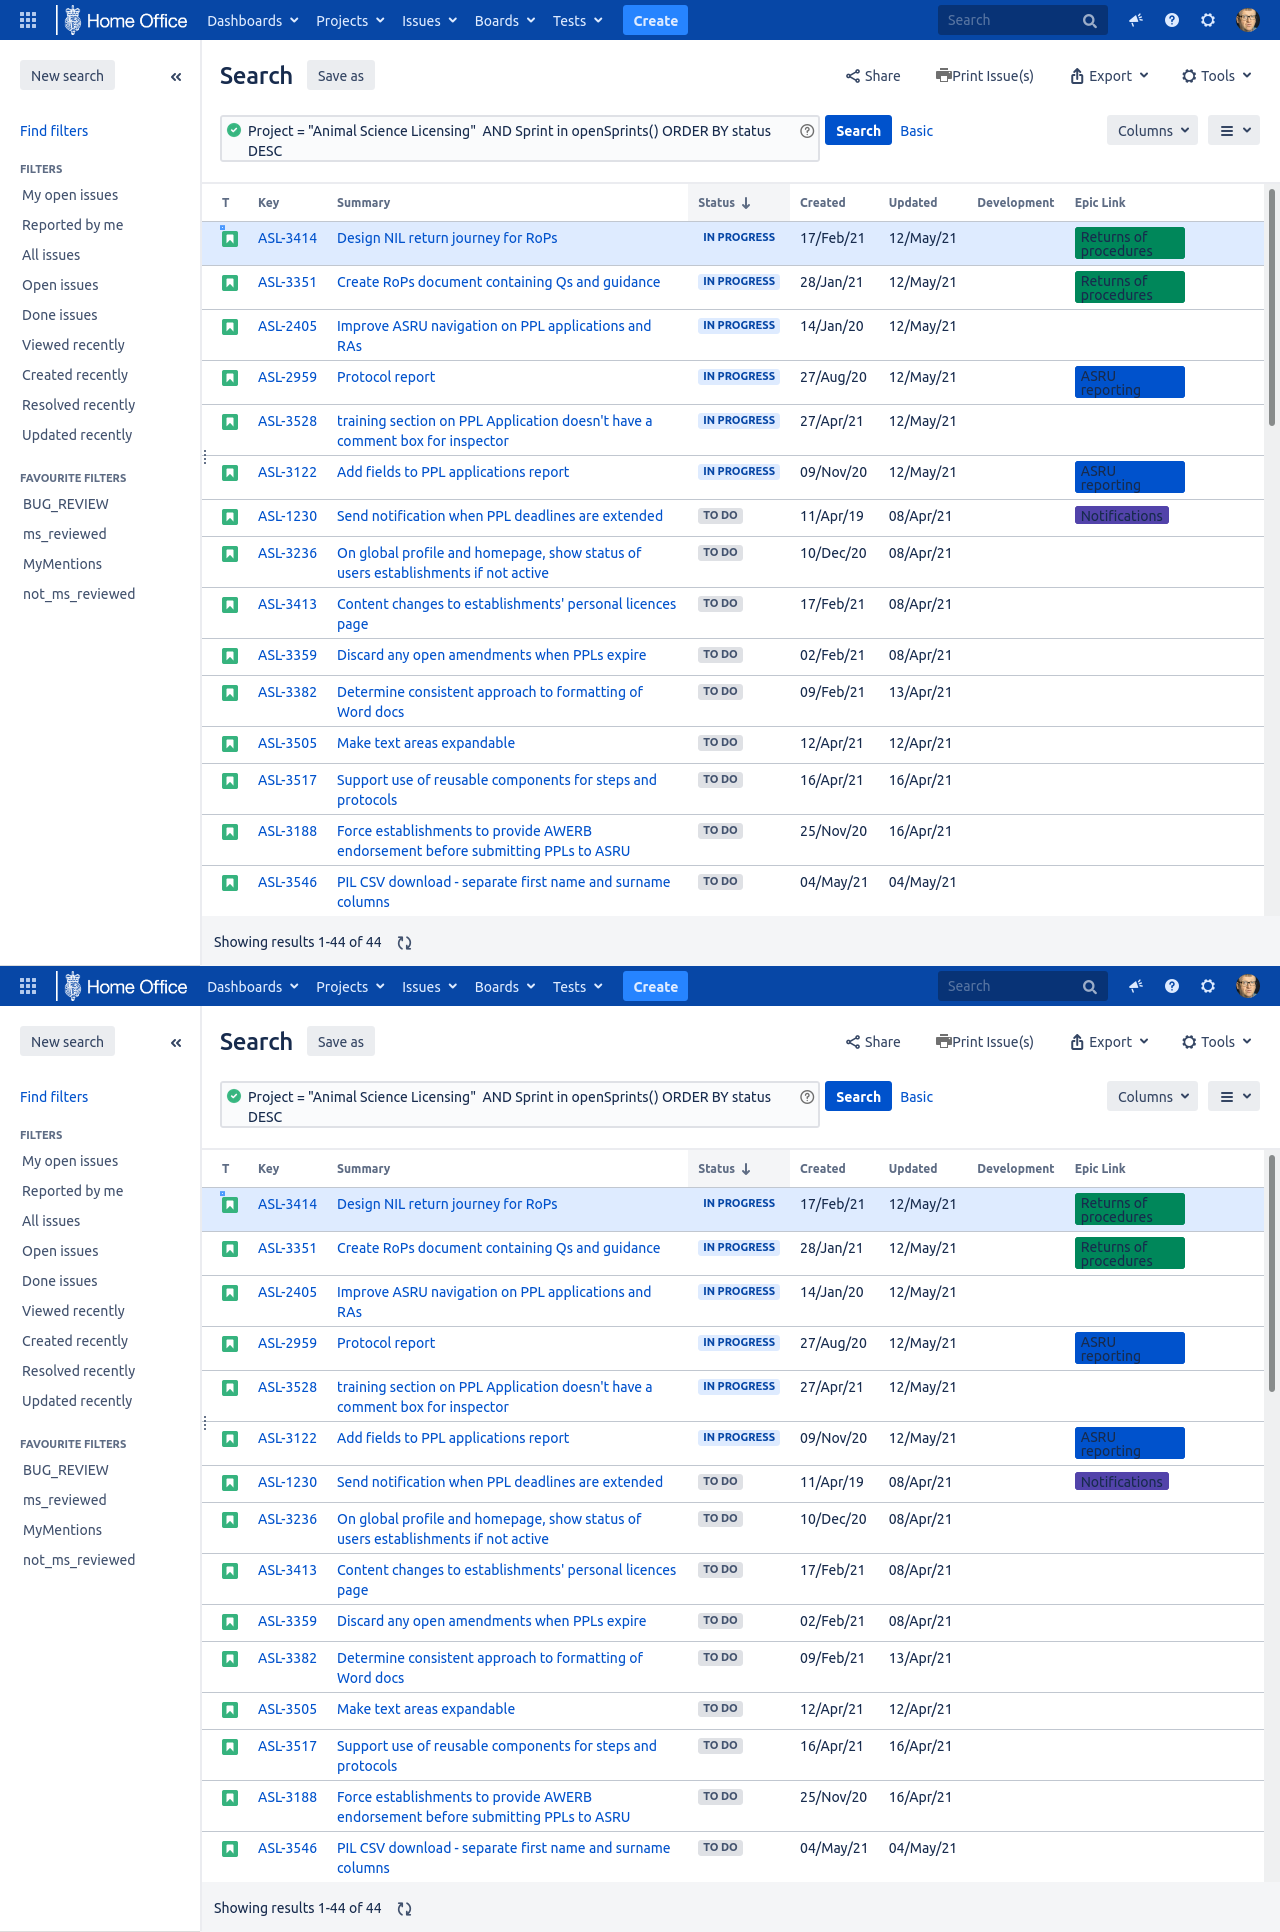 Home Office Dashboards Projects Issues Boards Tests Create Search
New search Search Save as Share Print Issue(s) Export Tools
Find filters Project = "Animal Science Licensing"  AND Sprint in openSprints() ORDER BY status Search Basic Columns
DESC
FILTERS
My open issues
Reported by me
All issues
Open issues
Done issues
Viewed recently
Created recently
Resolved recently
Updated recently
FAVOURITE FILTERS
BUG_REVIEW
ms_reviewed
MyMentions
not_ms_reviewed
T Key Summary Status Created Updated Development Epic Link
ASL-3414 Design NIL return journey for RoPs IN PROGRESS 17/Feb/21 12/May/21 Returns of
procedures
ASL-3351 Create RoPs document containing Qs and guidance IN PROGRESS 28/Jan/21 12/May/21 Returns of
procedures
ASL-2405 Improve ASRU navigation on PPL applications and IN PROGRESS 14/Jan/20 12/May/21
RAs
ASL-2959 Protocol report IN PROGRESS 27/Aug/20 12/May/21 ASRU
reporting
ASL-3528 training section on PPL Application doesn't have a IN PROGRESS 27/Apr/21 12/May/21
comment box for inspector
ASL-3122 Add fields to PPL applications report IN PROGRESS 09/Nov/20 12/May/21 ASRU
reporting
ASL-1230 Send notification when PPL deadlines are extended TO DO 11/Apr/19 08/Apr/21 Notifications
ASL-3236 On global profile and homepage, show status of TO DO 10/Dec/20 08/Apr/21
users establishments if not active
ASL-3413 Content changes to establishments' personal licences TO DO 17/Feb/21 08/Apr/21
page
ASL-3359 Discard any open amendments when PPLs expire TO DO 02/Feb/21 08/Apr/21
ASL-3382 Determine consistent approach to formatting of TO DO 09/Feb/21 13/Apr/21
Word docs
ASL-3505 Make text areas expandable TO DO 12/Apr/21 12/Apr/21
ASL-3517 Support use of reusable components for steps and TO DO 16/Apr/21 16/Apr/21
protocols
ASL-3188 Force establishments to provide AWERB TO DO 25/Nov/20 16/Apr/21
endorsement before submitting PPLs to ASRU
ASL-3546 PIL CSV download - separate first name and surname TO DO 04/May/21 04/May/21
columns
Showing results 1-44 of 44
Home Office Dashboards Projects Issues Boards Tests Create Search
New search Search Save as Share Print Issue(s) Export Tools
Find filters Project = "Animal Science Licensing"  AND Sprint in openSprints() ORDER BY status Search Basic Columns
DESC
FILTERS
My open issues
Reported by me
All issues
Open issues
Done issues
Viewed recently
Created recently
Resolved recently
Updated recently
FAVOURITE FILTERS
BUG_REVIEW
ms_reviewed
MyMentions
not_ms_reviewed
T Key Summary Status Created Updated Development Epic Link
ASL-3414 Design NIL return journey for RoPs IN PROGRESS 17/Feb/21 12/May/21 Returns of
procedures
ASL-3351 Create RoPs document containing Qs and guidance IN PROGRESS 28/Jan/21 12/May/21 Returns of
procedures
ASL-2405 Improve ASRU navigation on PPL applications and IN PROGRESS 14/Jan/20 12/May/21
RAs
ASL-2959 Protocol report IN PROGRESS 27/Aug/20 12/May/21 ASRU
reporting
ASL-3528 training section on PPL Application doesn't have a IN PROGRESS 27/Apr/21 12/May/21
comment box for inspector
ASL-3122 Add fields to PPL applications report IN PROGRESS 09/Nov/20 12/May/21 ASRU
reporting
ASL-1230 Send notification when PPL deadlines are extended TO DO 11/Apr/19 08/Apr/21 Notifications
ASL-3236 On global profile and homepage, show status of TO DO 10/Dec/20 08/Apr/21
users establishments if not active
ASL-3413 Content changes to establishments' personal licences TO DO 17/Feb/21 08/Apr/21
page
ASL-3359 Discard any open amendments when PPLs expire TO DO 02/Feb/21 08/Apr/21
ASL-3382 Determine consistent approach to formatting of TO DO 09/Feb/21 13/Apr/21
Word docs
ASL-3505 Make text areas expandable TO DO 12/Apr/21 12/Apr/21
ASL-3517 Support use of reusable components for steps and TO DO 16/Apr/21 16/Apr/21
protocols
ASL-3188 Force establishments to provide AWERB TO DO 25/Nov/20 16/Apr/21
endorsement before submitting PPLs to ASRU
ASL-3546 PIL CSV download - separate first name and surname TO DO 04/May/21 04/May/21
columns
Showing results 1-44 of 44